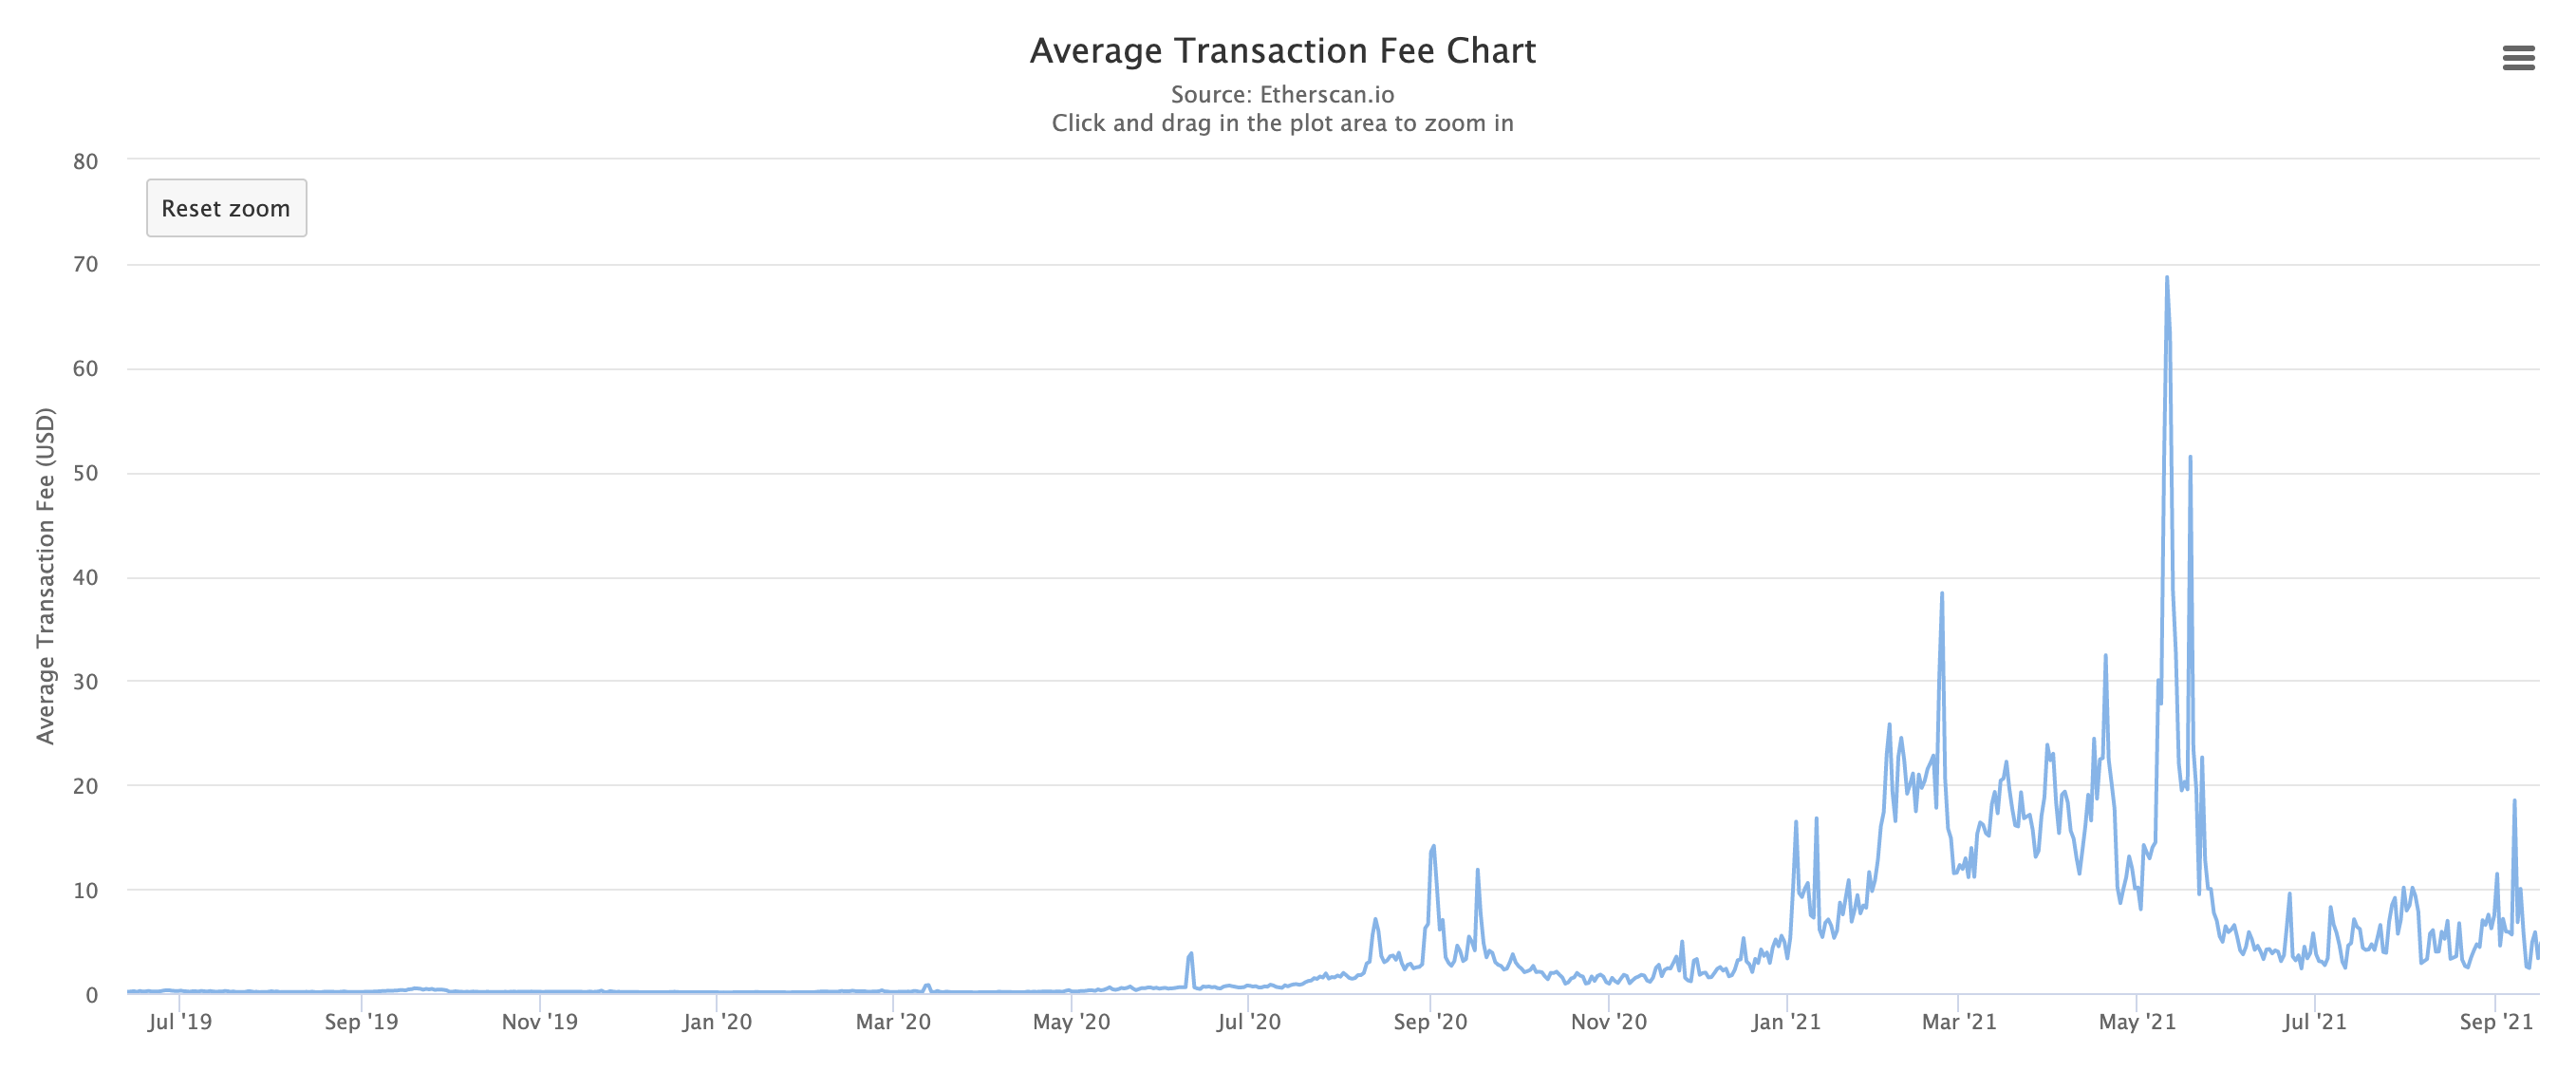 Average Transaction Fee Chart
Source: Etherscan.io
Click and drag in the plot area to zoom in
Reset zoom
Average Transaction Fee (USD)
80
70
60
50
40
30
20
10
0
Jul '19 Sep '19 Nov '19 Jan '20 Mar '20 May '20 Jul '20 Sep '20 Nov '20 Jan '21 Mar '21 May '21 Jul '21 Sep '21